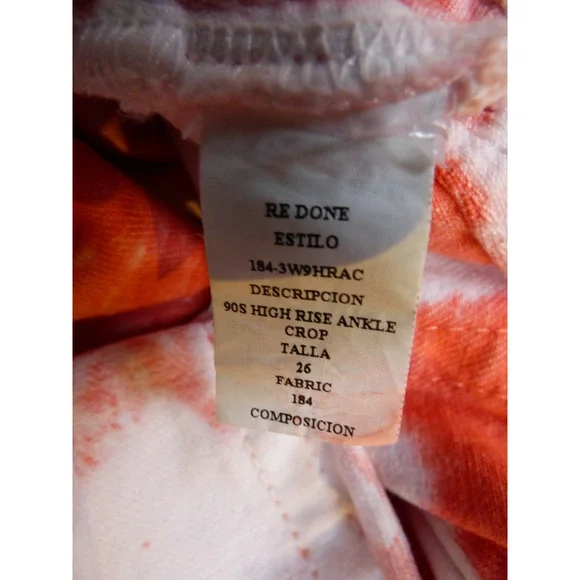 RE DONE
ESTILO
184-3W9HRAC
DESCRIPCION
90S HIGH RISE ANKLE
CROP
TALLA
26
FABRIC
184
COMPOSICION